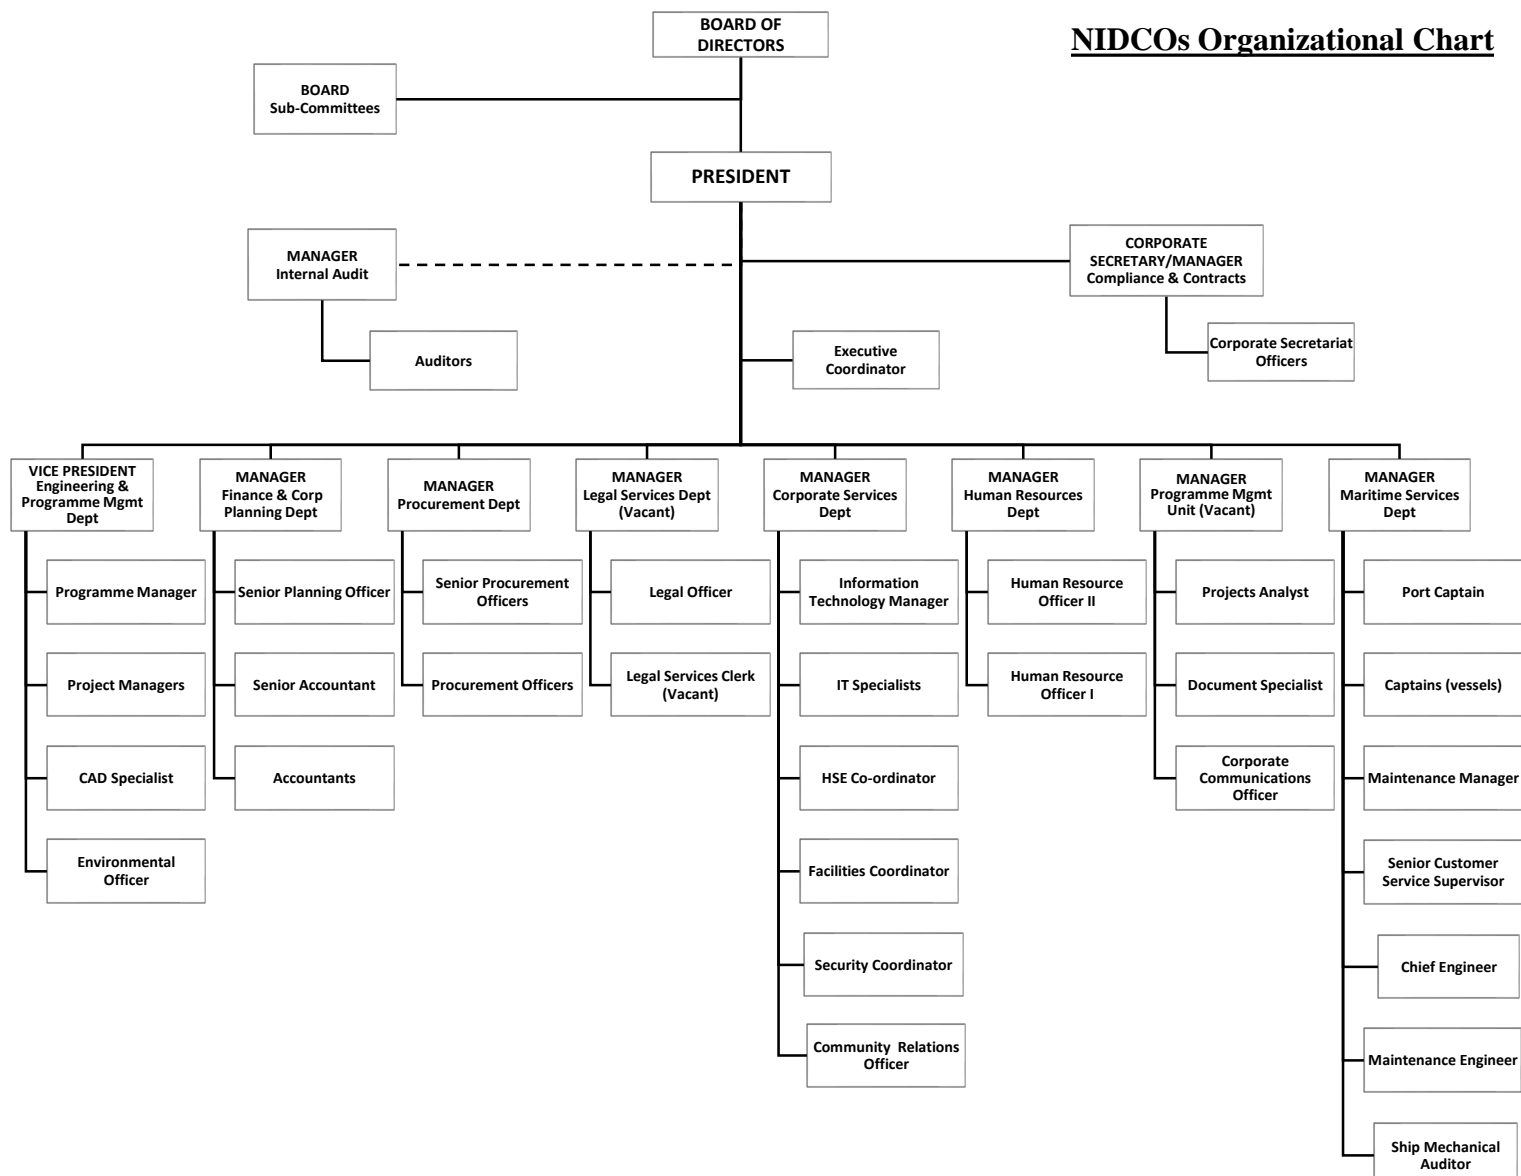 BOARD OF
DIRECTORS
NIDCOs Organizational Chart
BOARD
Sub-Committees
PRESIDENT
MANAGER
Internal Audit
CORPORATE
SECRETARY/MANAGER
Compliance & Contracts
Auditors
Executive
Coordinator
Corporate Secretariat
Officers
VICE PRESIDENT
Engineering &
Programme Mgmt
Dept
MANAGER
Finance & Corp
Planning Dept
MANAGER
Procurement Dept
MANAGER
Legal Services Dept
(Vacant)
MANAGER
Corporate Services
Dept
MANAGER
Human Resources
Dept
MANAGER
Programme Mgmt
Unit (Vacant)
MANAGER
Maritime Services
Dept
Programme Manager
Senior Planning Officer
Senior Procurement
Officers
Legal Officer
Information
Technology Manager
Human Resource
Officer II
Projects Analyst
Port Captain
Project Managers
Senior Accountant
Procurement Officers
Legal Services Clerk
(Vacant)
IT Specialists
Human Resource
Officer I
Document Specialist
Captains (vessels)
CAD Specialist
Accountants
HSE Co-ordinator
Corporate
Communications
Officer
Maintenance Manager
Environmental
Officer
Facilities Coordinator
Senior Customer
Service Supervisor
Security Coordinator
Chief Engineer
Community Relations
Officer
Maintenance Engineer
Ship Mechanical
Auditor